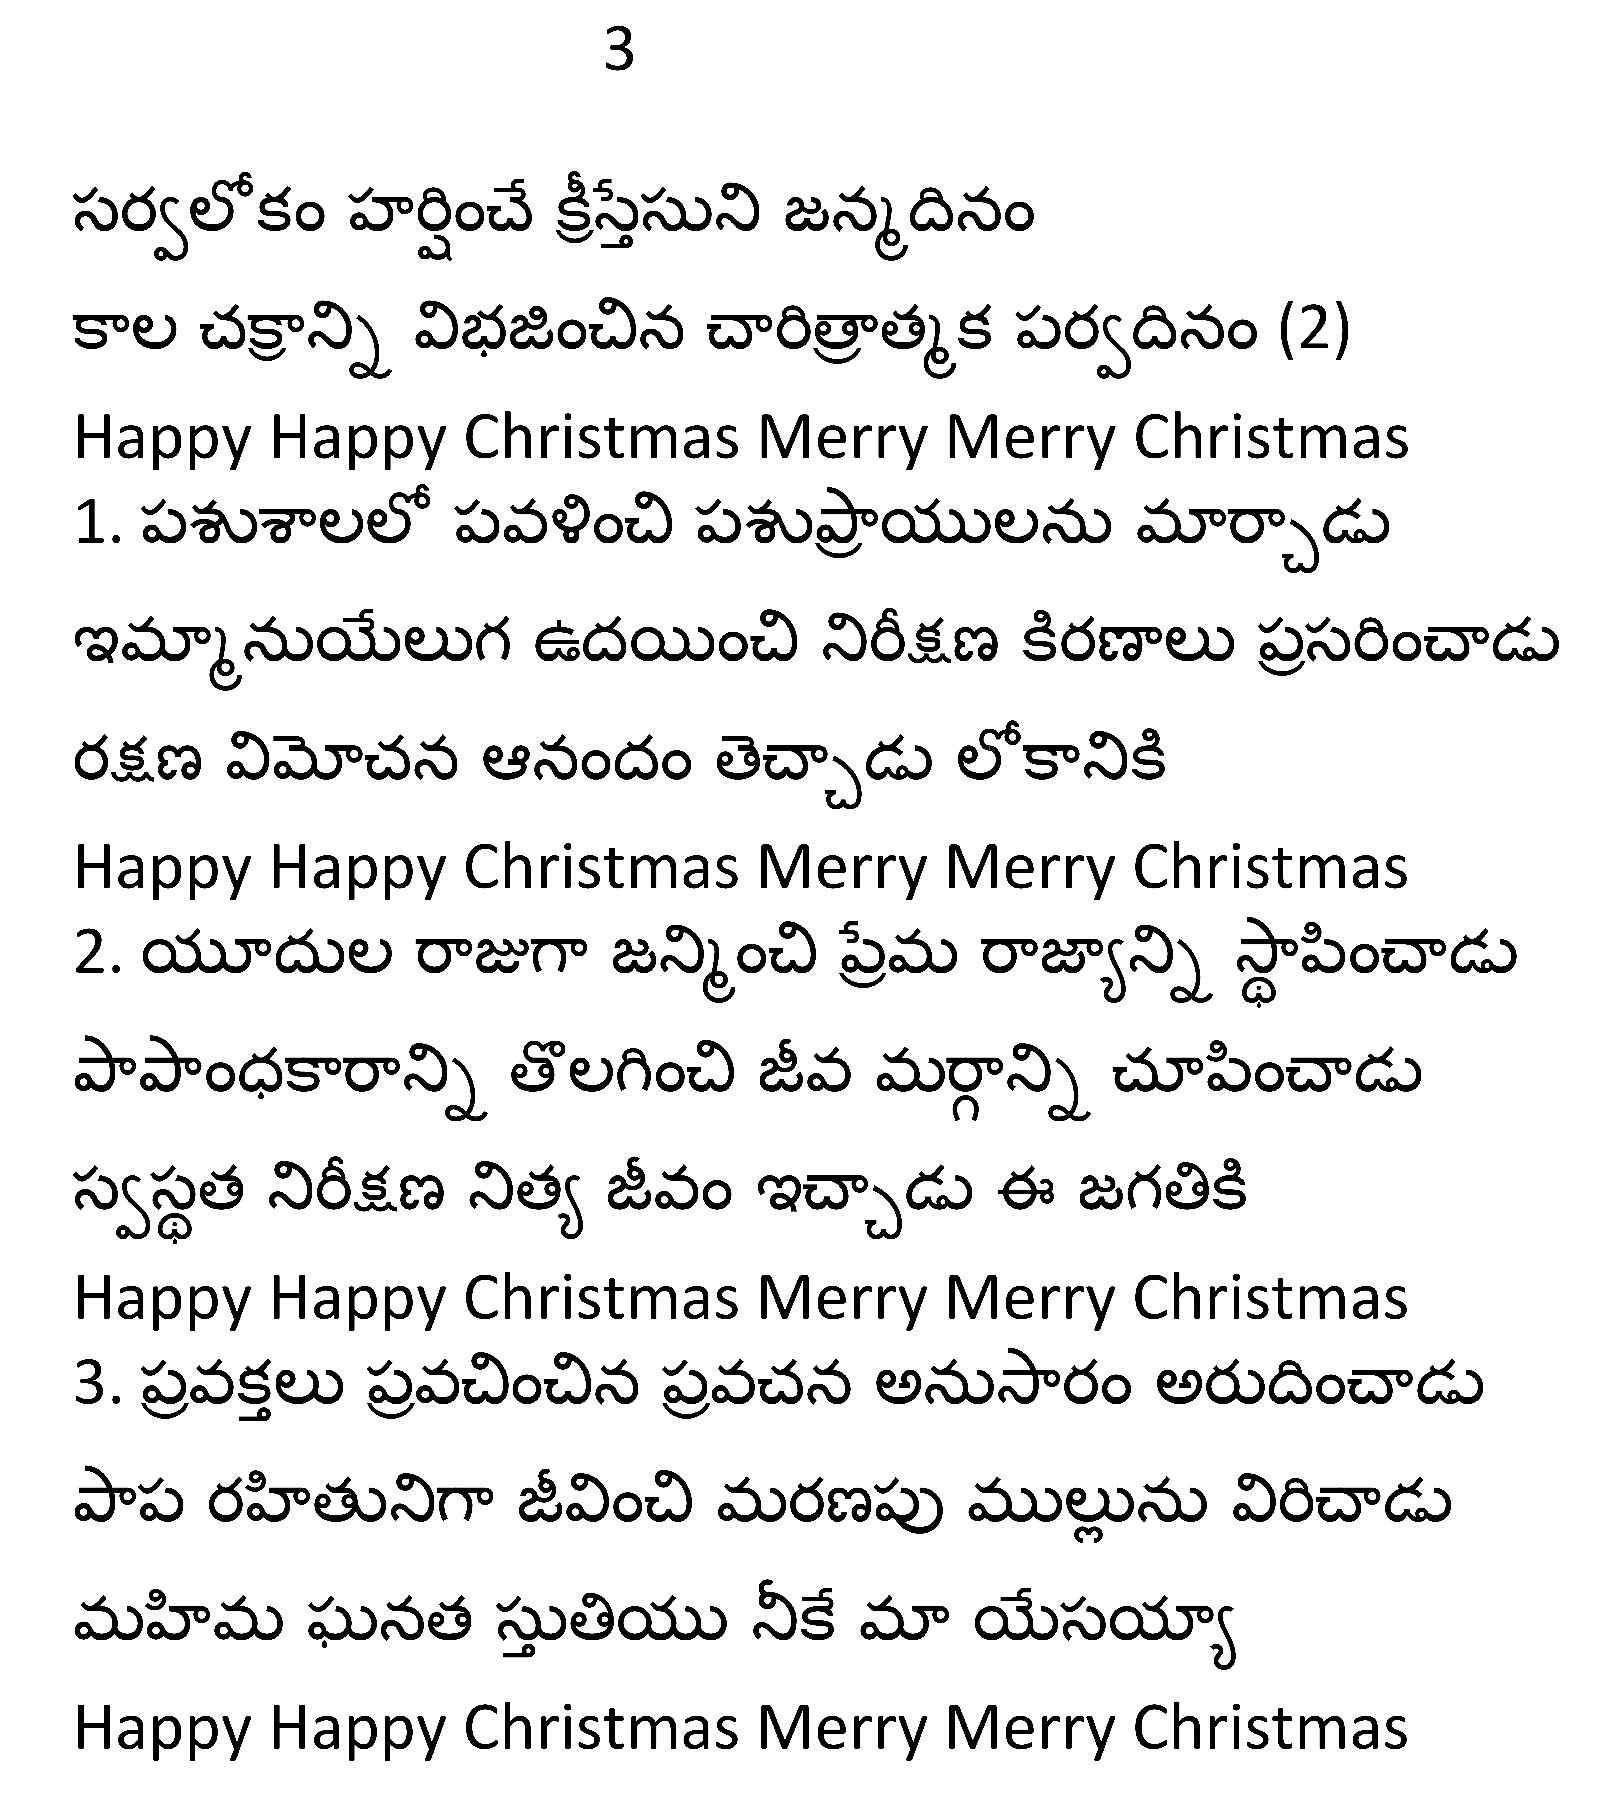 3
సర్వలోకం హర్షించే క్రీస్తేసుని జన్మదినం
కాల చక్రాన్ని విభజించిన చారిత్రాత్మక పర్వదినం (2)
Happy Happy Christmas Merry Merry Christmas
1. పశుశాలలో పవళించి పశుప్రాయులను మార్చాడు
ఇమ్మానుయేలుగ ఉదయించి నిరీక్షణ కిరణాలు ప్రసరించాడు
రక్షణ విమోచన ఆనందం తెచ్చాడు లోకానికి
Happy Happy Christmas Merry Merry Christmas
2. యూదుల రాజుగా జన్మించి ప్రేమ రాజ్యాన్ని స్థాపించాడు
పాపాంధకారాన్ని తొలగించి జీవ మర్గాన్ని చూపించాడు
స్వస్థత నిరీక్షణ నిత్య జీవం ఇచ్చాడు ఈ జగతికి
Happy Happy Christmas Merry Merry Christmas
3. ప్రవక్తలు ప్రవచించిన ప్రవచన అనుసారం అరుదించాడు
పాప రహితునిగా జీవించి మరణపు ముల్లును విరిచాడు
మహిమ ఘనత స్తుతియు నీకే మా యేసయ్యా
Happy Happy Christmas Merry Merry Christmas